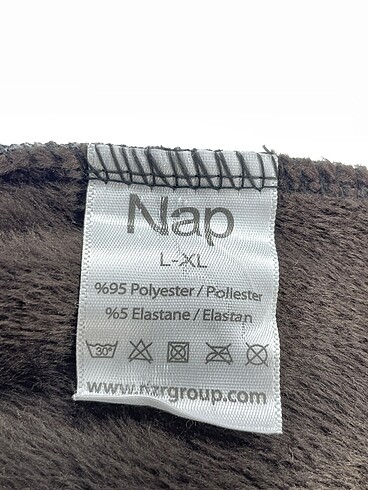 Nap
L-XL
%95 Polyester / Poliester
%5 Elastane / Elastan
30°
www.nzrgroup.com